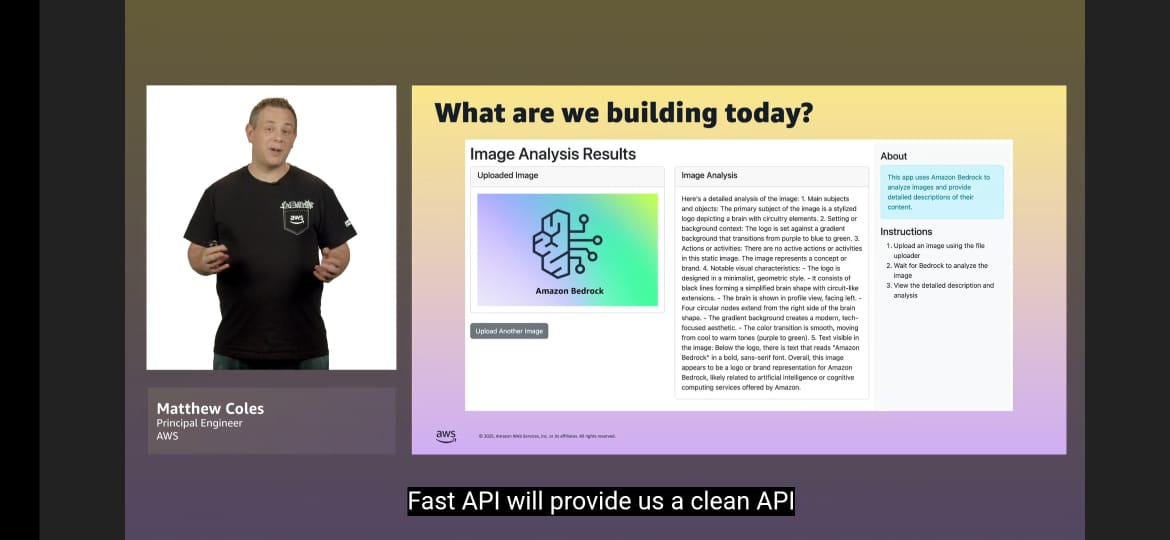 What are we building today?
Image Analysis Results
Uploaded Image
Amazon Bedrock
Upload Another Image
Image Analysis
Here's a detailed analysis of the image: 1. Main subjects
and objects: The primary subject of the image is a stylized
logo depicting a brain with circuitry elements. 2. Setting or
background context: The logo is set against a gradient
background that transitions from purple to blue to green. 3.
Actions or activities: There are no active actions or activities
in this static image. The image represents a concept or
brand. 4. Notable visual characteristics: - The logo is
designed in a minimalist, geometric style. - It consists of
black lines forming a simplified brain shape with circuit-like
extensions. - The brain is shown in profile view, facing left. -
Four circular nodes extend from the right side of the brain
shape. - The gradient background creates a modern, tech-
focused aesthetic. - The color transition is smooth, moving
from cool to warm tones (purple to green). 5. Text visible in
the image: Below the logo, there is text that reads "Amazon
Bedrock" in a bold, sans-serif font. Overall, this image
appears to be a logo or brand representation for Amazon
Bedrock, likely related to artificial intelligence or cognitive
computing services offered by Amazon.
About
This app uses Amazon Bedrock to
analyze images and provide
detailed descriptions of their
content.
Instructions
1. Upload an image using the file
uploader
2. Wait for Bedrock to analyze the
image
3. View the detailed description and
analysis
aws
© 2025, Amazon Web Services, Inc. or its affiliates. All rights reserved.
aws
Matthew Coles
Principal Engineer
AWS
Fast API will provide us a clean API